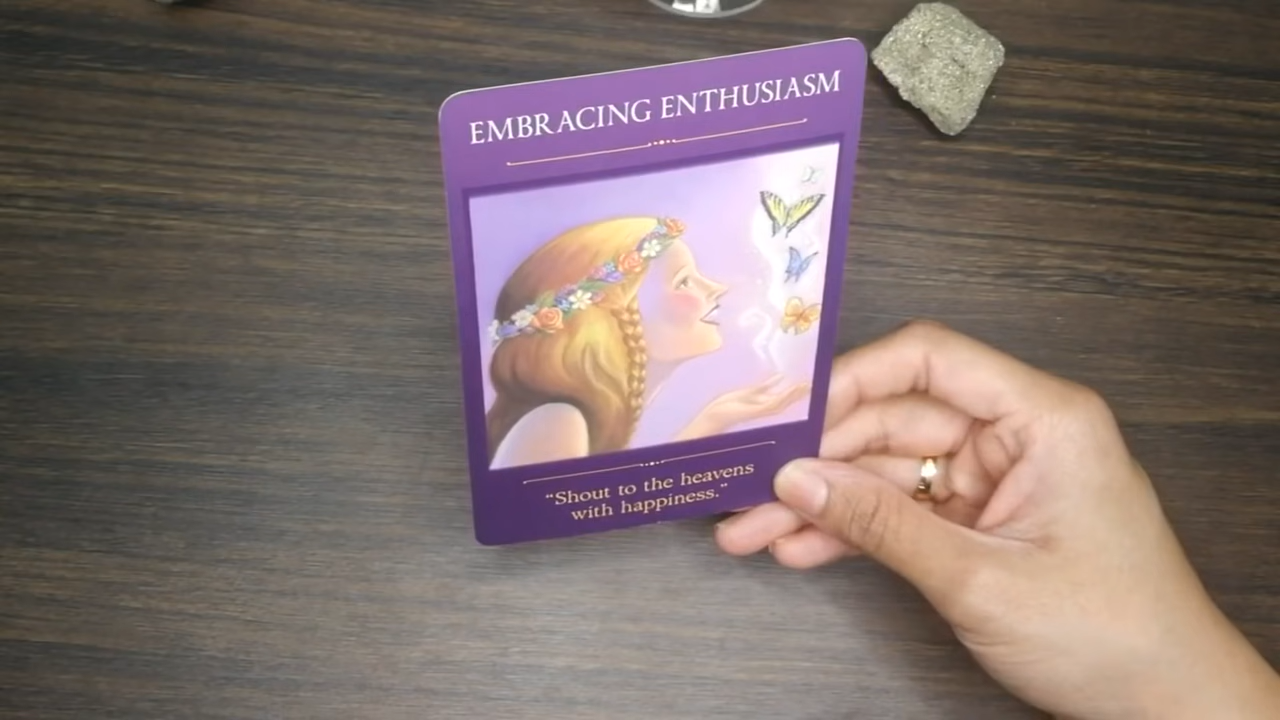 EMBRACING ENTHUSIASM
“Shout to the heavens
with happiness.”